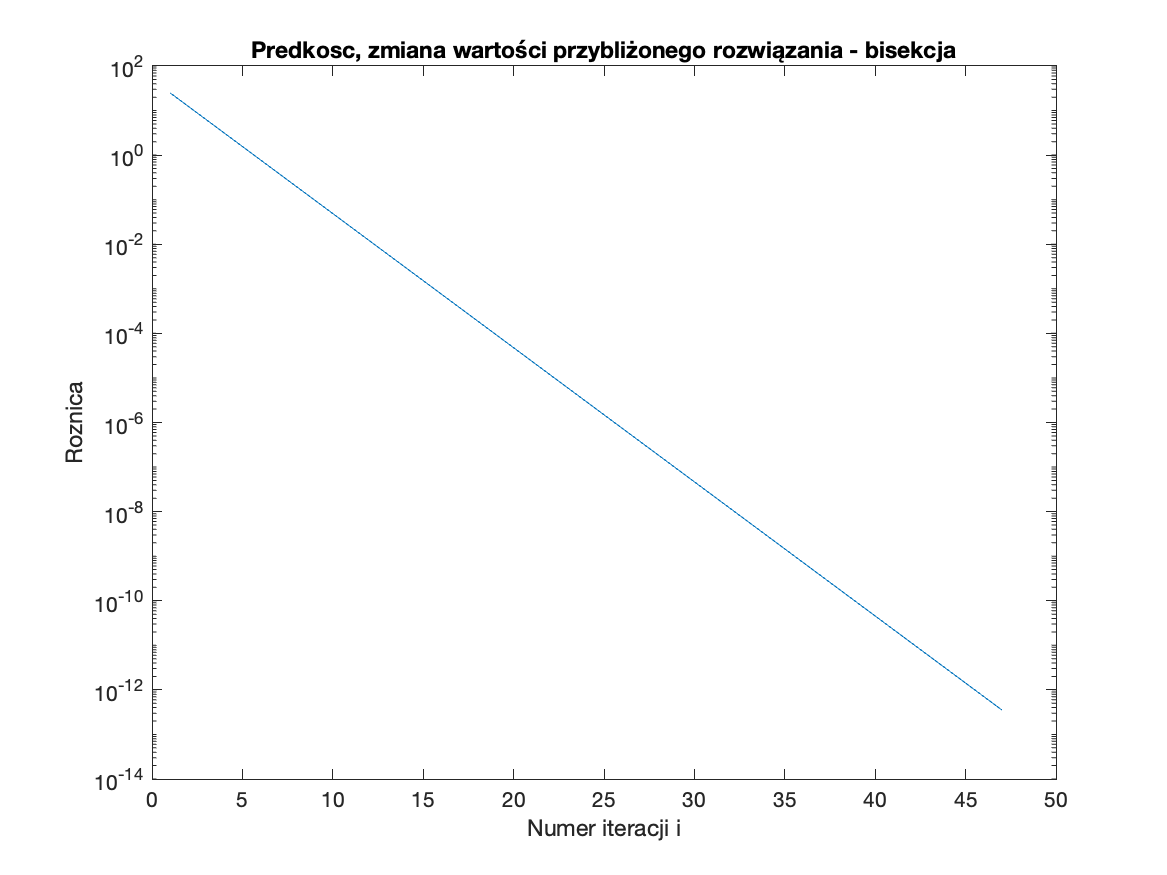 Predkosc, zmiana wartości przybliżonego rozwiązania - bisekcja
10^2
10^0
10^-2
10^-4
10^-6
10^-8
10^-10
10^-12
10^-14
Roznica
0 5 10 15 20 25 30 35 40 45 50
Numer iteracji i